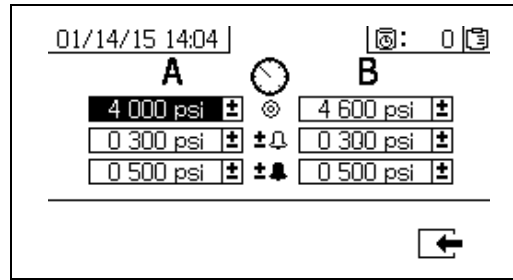 01/14/15 14:04 : 0
A B
4 000 psi ± 4 600 psi ±
0 300 psi ± ± 0 300 psi ±
0 500 psi ± ± 0 500 psi ±